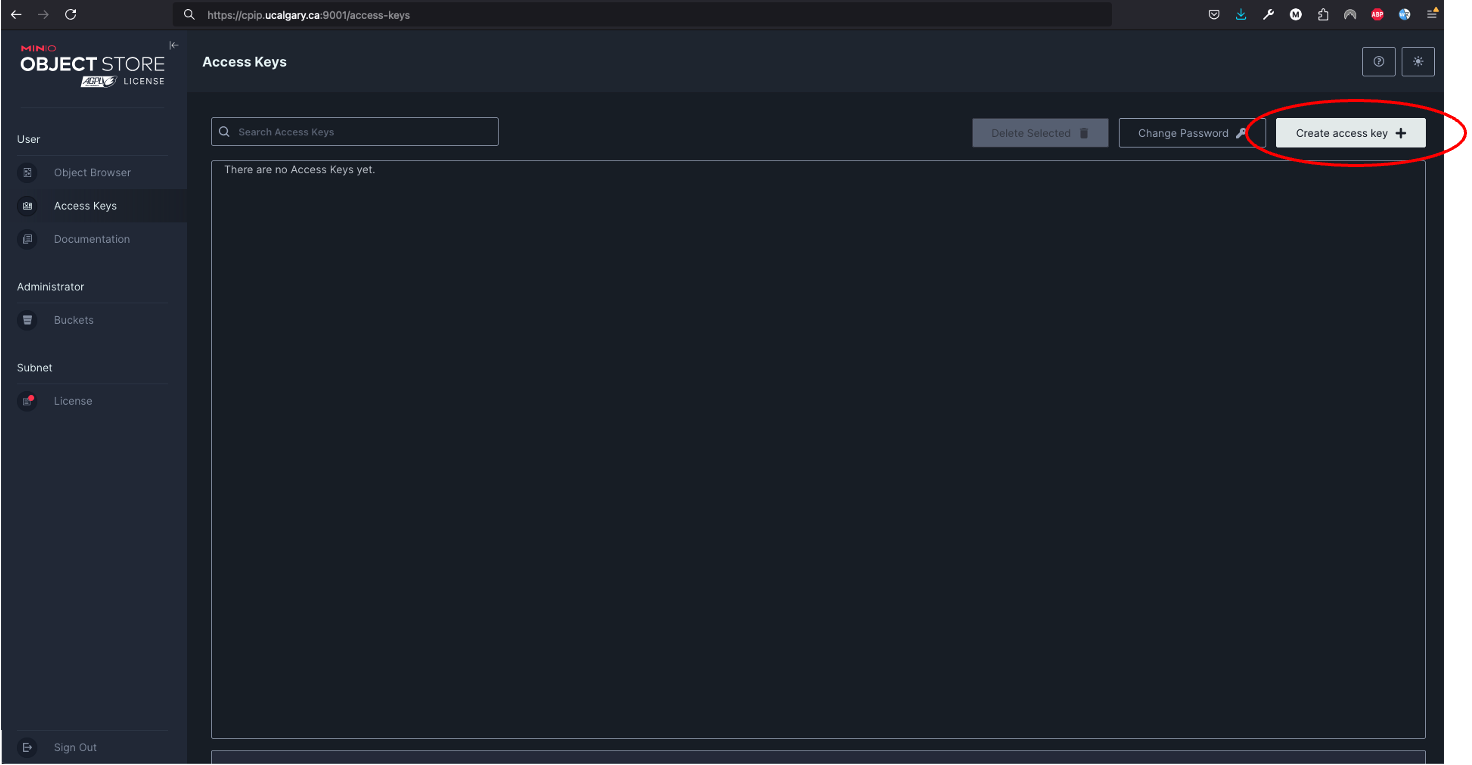 https://cpip.ucalgary.ca:9001/access-keys
M
ABP
MINIO
OBJECT STORE
AGPLv3 LICENSE
Access Keys
User
Object Browser
Access Keys
Documentation
Administrator
Buckets
Subnet
License
Sign Out
Search Access Keys
Delete Selected
Change Password
Create access key
There are no Access Keys yet.